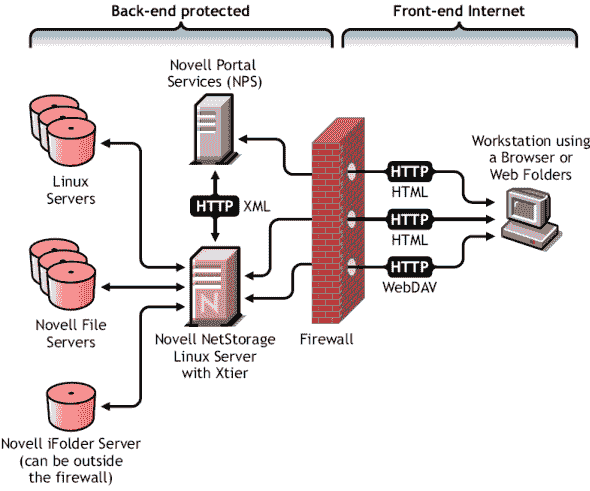 Back-end protected
Front-end Internet
Novell Portal
Services (NPS)
Linux
Servers
HTTP
XML
HTTP
HTML
HTTP
HTML
HTTP
WebDAV
Workstation using
a Browser or
Web Folders
Novell File
Servers
N
Novell NetStorage
Linux Server
with Xtier
Firewall
Novell iFolder Server
(can be outside
the firewall)